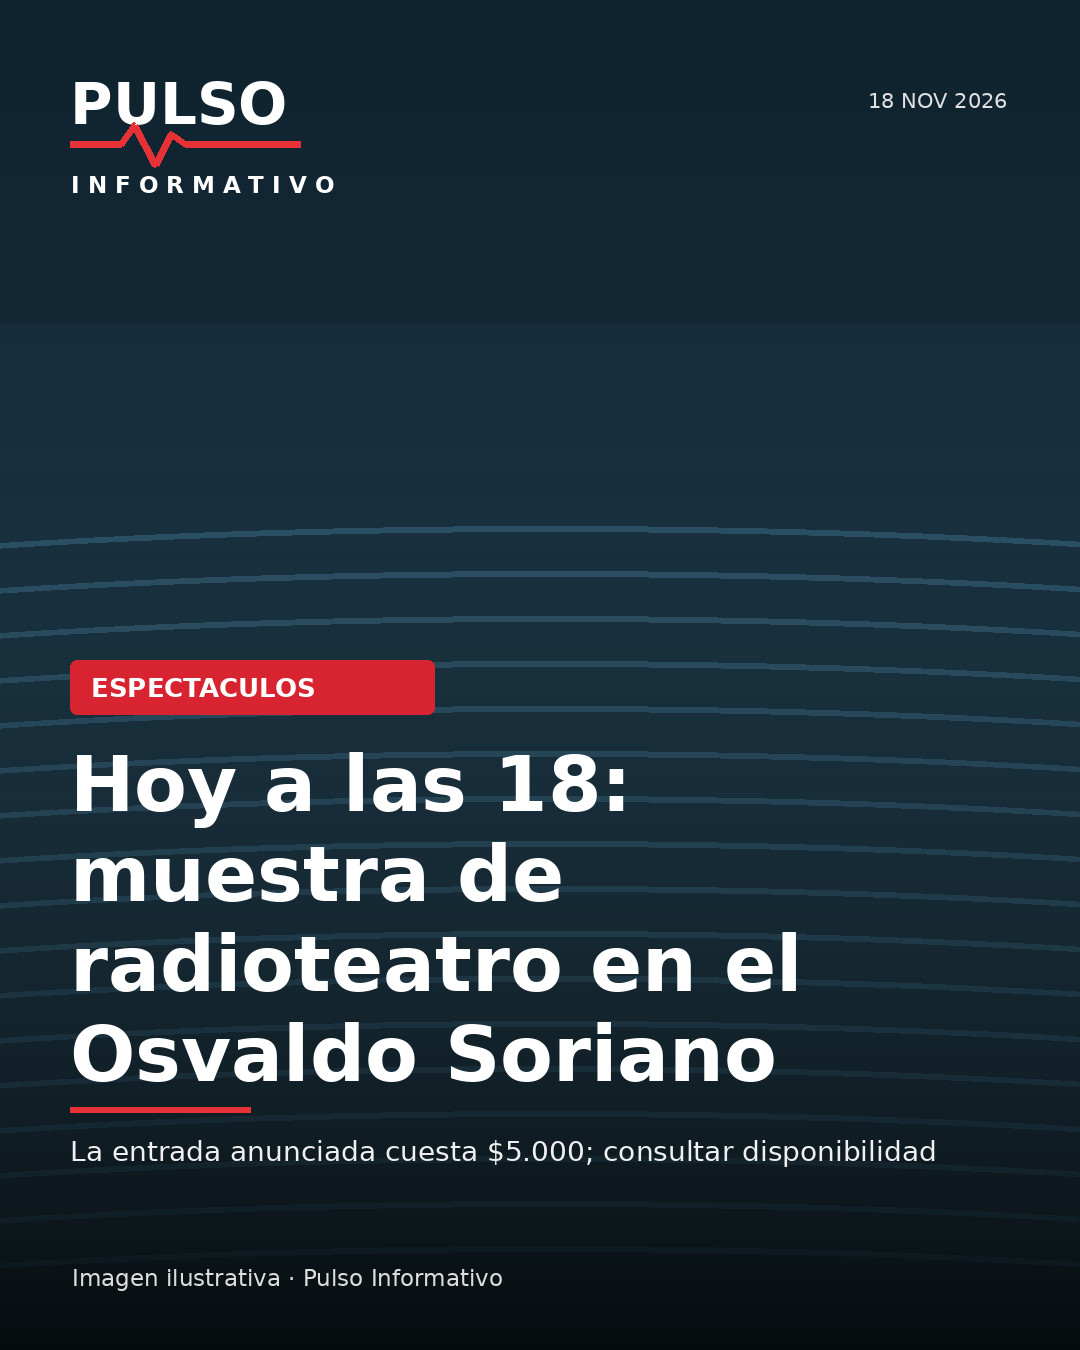 PULSO
INFORMATIVO
18 NOV 2026
ESPECTACULOS
Hoy a las 18:
muestra de
radioteatro en el
Osvaldo Soriano
La entrada anunciada cuesta $5.000; consultar disponibilidad
Imagen ilustrativa · Pulso Informativo